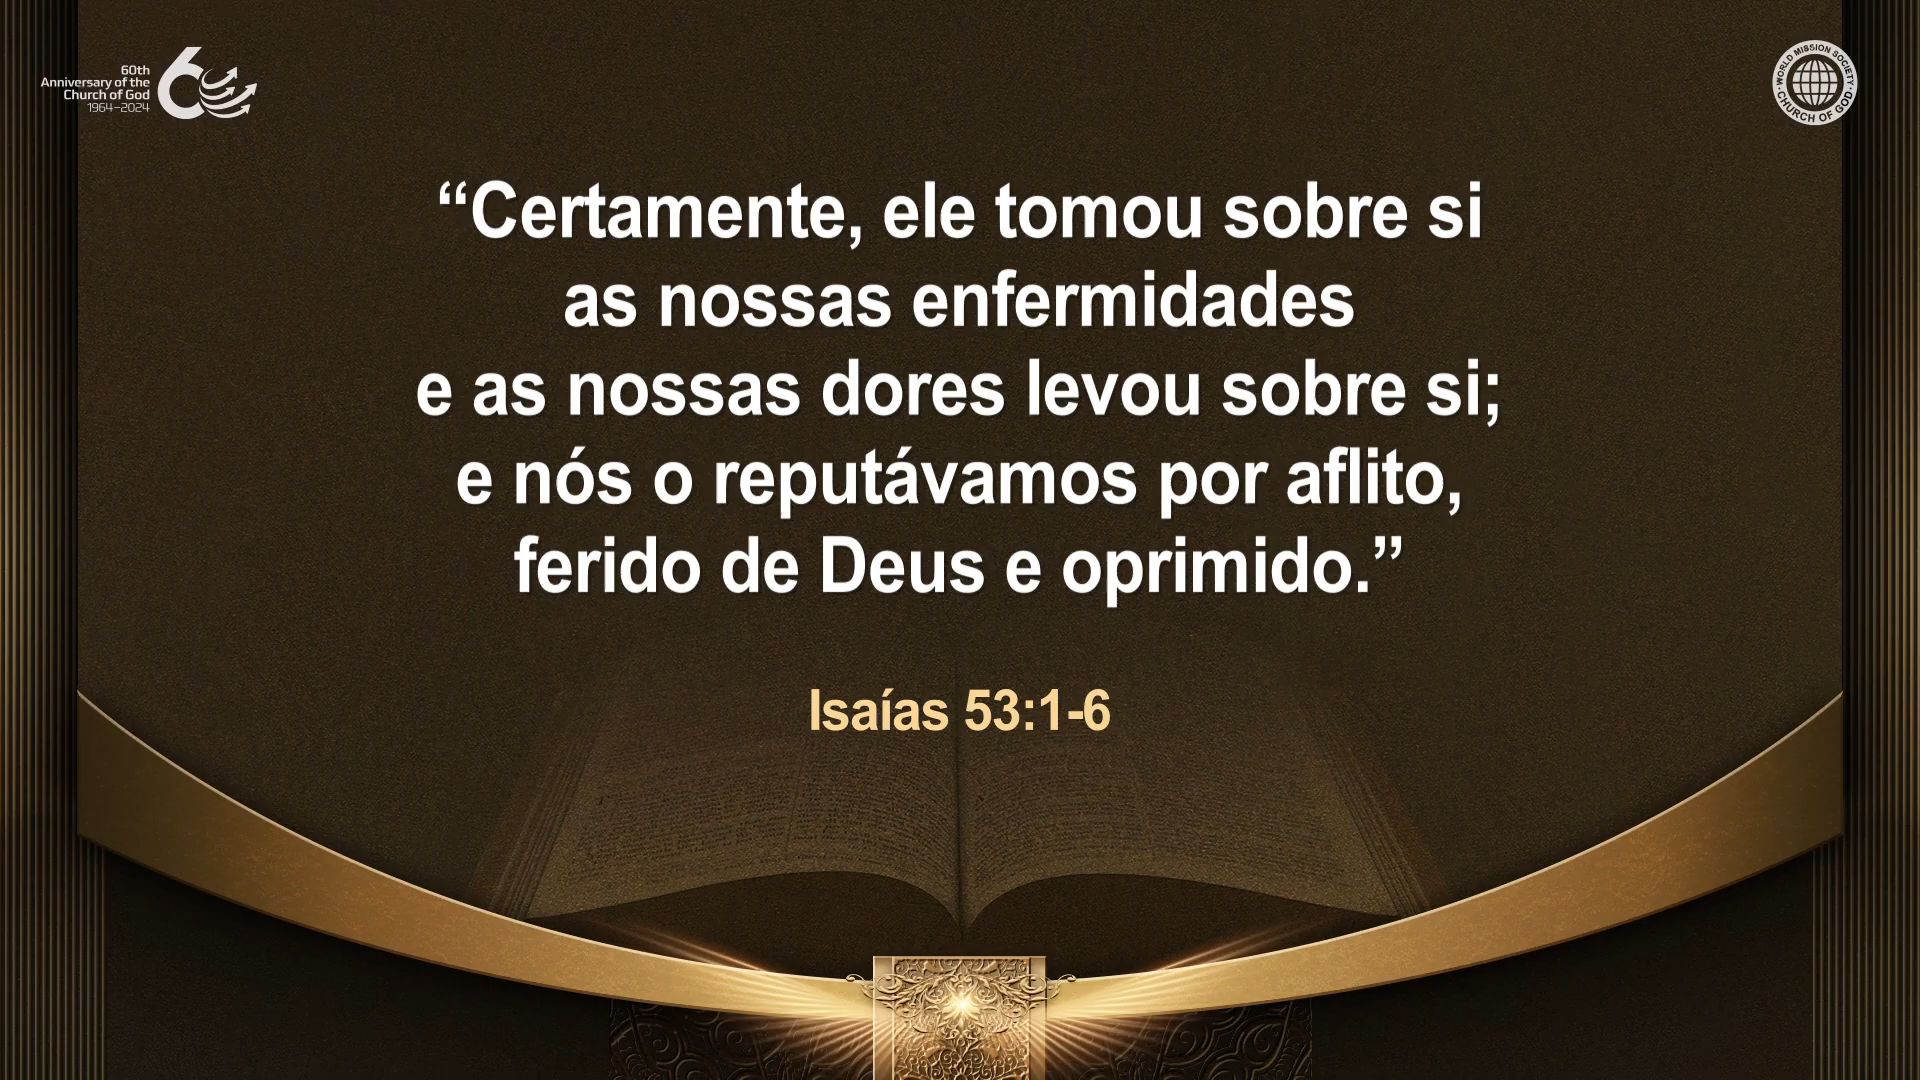 60th
Anniversary of the
Church of God
1964–2024
WORLD MISSION SOCIETY
CHURCH OF GOD
“Certamente, ele tomou sobre si
as nossas enfermidades
e as nossas dores levou sobre si;
e nós o reputávamos por aflito,
ferido de Deus e oprimido.”
Isaías 53:1-6